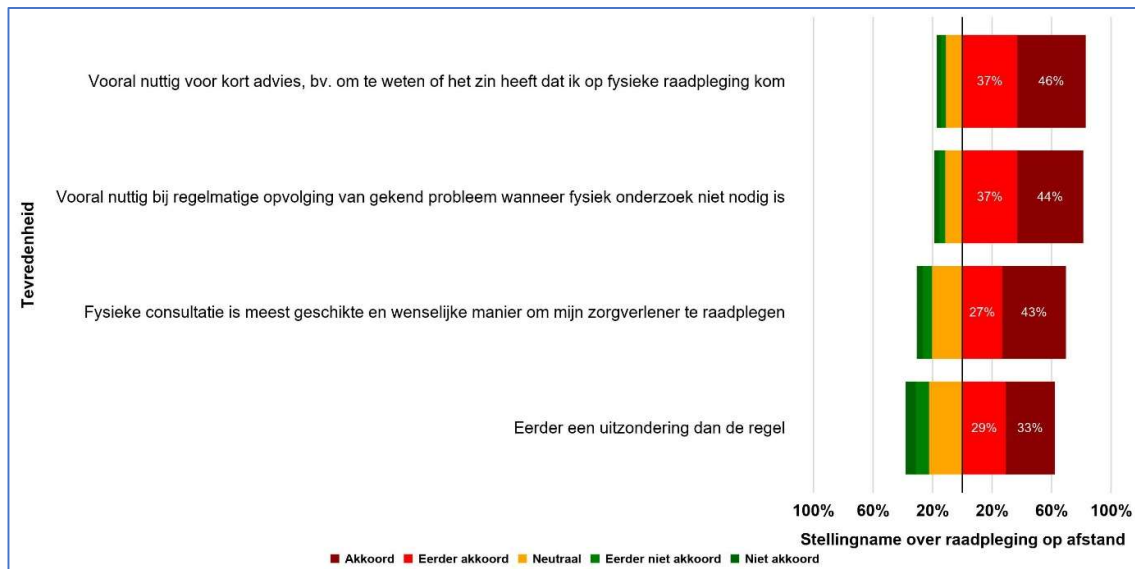 Tevredenheid
Vooral nuttig voor kort advies, bv. om te weten of het zin heeft dat ik op fysieke raadpleging kom
37% 46%
Vooral nuttig bij regelmatige opvolging van gekend probleem wanneer fysiek onderzoek niet nodig is
37% 44%
Fysieke consultatie is meest geschikte en wenselijke manier om mijn zorgverlener te raadplegen
27% 43%
Eerder een uitzondering dan de regel
29% 33%
100% 60% 20% 20% 60% 100%
Stellingname over raadpleging op afstand
Akkoord Eerder akkoord Neutraal Eerder niet akkoord Niet akkoord